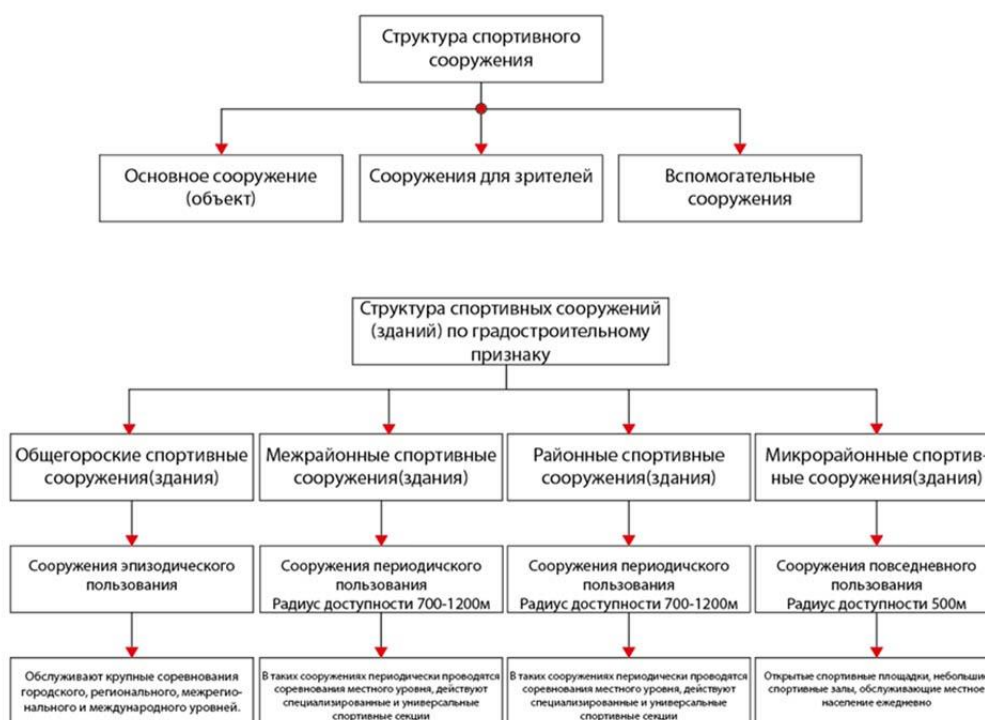 Структура спортивного
сооружения
Основное сооружение
(объект)
Сооружения для зрителей
Вспомогательные
сооружения
Структура спортивных сооружений
(зданий) по градостроительному
признаку
Общегороские спортивные
сооружения(здания)
Межрайонные спортивные
сооружения(здания)
Районные спортивные
сооружения(здания)
Микрорайонные спортив-
ные сооружения(здания)
Сооружения эпизодического
пользования
Сооружения периодичского
пользования
Радиус доступности 700-1200м
Сооружения периодичского
пользования
Радиус доступности 700-1200м
Сооружения повседневного
пользования
Радиус доступности 500м
Обслуживают крупные соревнования
городского, регионального, межрегио-
нального и международного уровней.
В таких сооружениях периодически проводятся
соревнования местного уровня, действуют
специализированные и универсальные
спортивные секции
В таких сооружениях периодически проводятся
соревнования местного уровня, действуют
специализированные и универсальные
спортивные секции
Открытые спортивные площадки, небольшие
спортивные залы, обслуживающие местное
население ежедневно